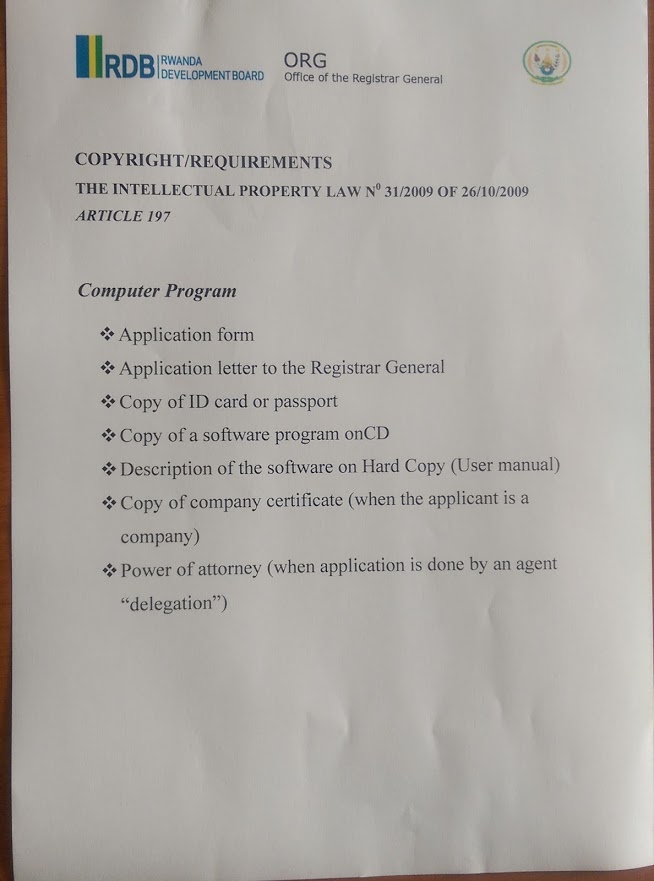 RDB RWANDA
DEVELOPMENT BOARD
ORG
Office of the Registrar General
COPYRIGHT/REQUIREMENTS
THE INTELLECTUAL PROPERTY LAW N⁰ 31/2009 OF 26/10/2009
ARTICLE 197
Computer Program
❖ Application form
❖ Application letter to the Registrar General
❖ Copy of ID card or passport
❖ Copy of a software program onCD
❖ Description of the software on Hard Copy (User manual)
❖ Copy of company certificate (when the applicant is a
company)
❖ Power of attorney (when application is done by an agent
“delegation”)